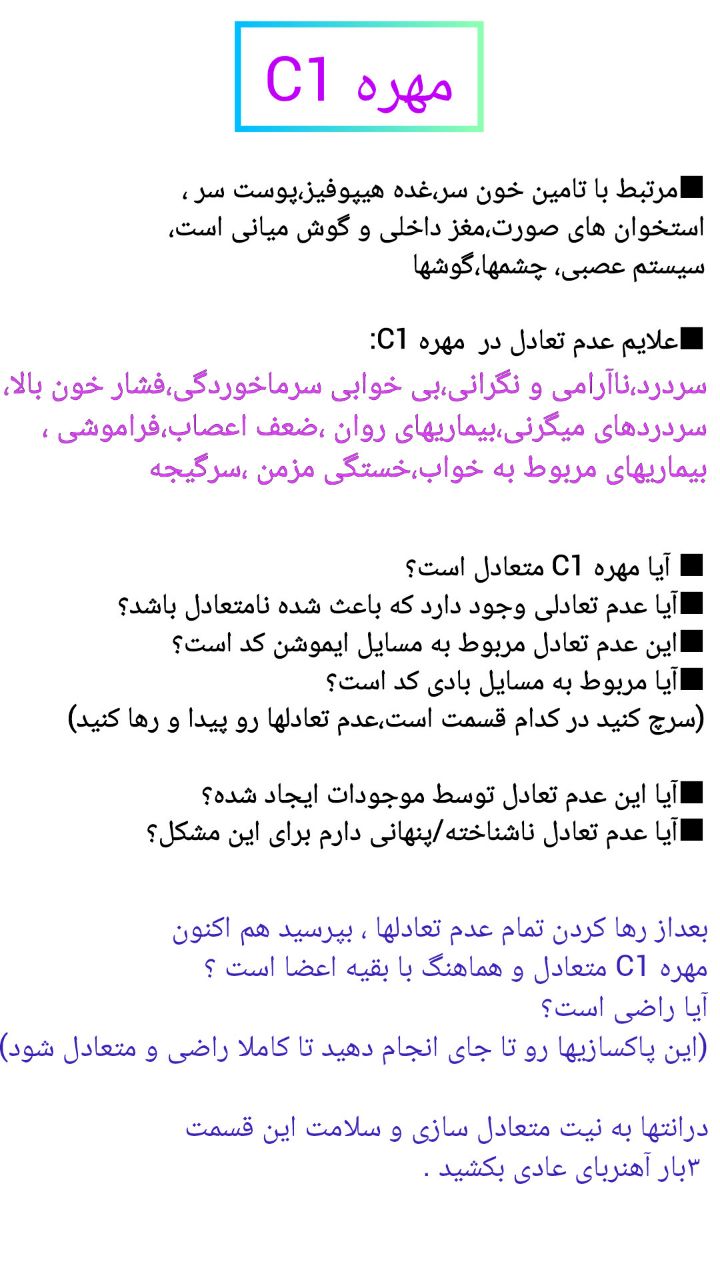 مهره C1
■مرتبط با تامین خون سر،غده هیپوفیز،پوست سر ،
استخوان های صورت،مغز داخلی و گوش میانی است،
سیستم عصبی، چشمها،گوشها
■علایم عدم تعادل در مهره C1:
سردرد،ناآرامی و نگرانی،بی خوابی سرماخوردگی،فشار خون بالا،
سردردهای میگرنی،بیماریهای روان ،ضعف اعصاب،فراموشی ،
بیماریهای مربوط به خواب،خستگی مزمن ،سرگیجه
■ آیا مهره C1 متعادل است؟
■آیا عدم تعادلی وجود دارد که باعث شده نامتعادل باشد؟
■این عدم تعادل مربوط به مسایل ایموشن کد است؟
■آیا مربوط به مسایل بادی کد است؟
(سرچ کنید در کدام قسمت است،عدم تعادلها رو پیدا و رها کنید)
■آیا این عدم تعادل توسط موجودات ایجاد شده؟
■آیا عدم تعادل ناشناخته/پنهانی دارم برای این مشکل؟
بعداز رها کردن تمام عدم تعادلها ، بپرسید هم اکنون
مهره C1 متعادل و هماهنگ با بقیه اعضا است ؟
آیا راضی است؟
(این پاکسازیها رو تا جای انجام دهید تا کاملا راضی و متعادل شود)
درانتها به نیت متعادل سازی و سلامت این قسمت
۳بار آهنربای عادی بکشید .